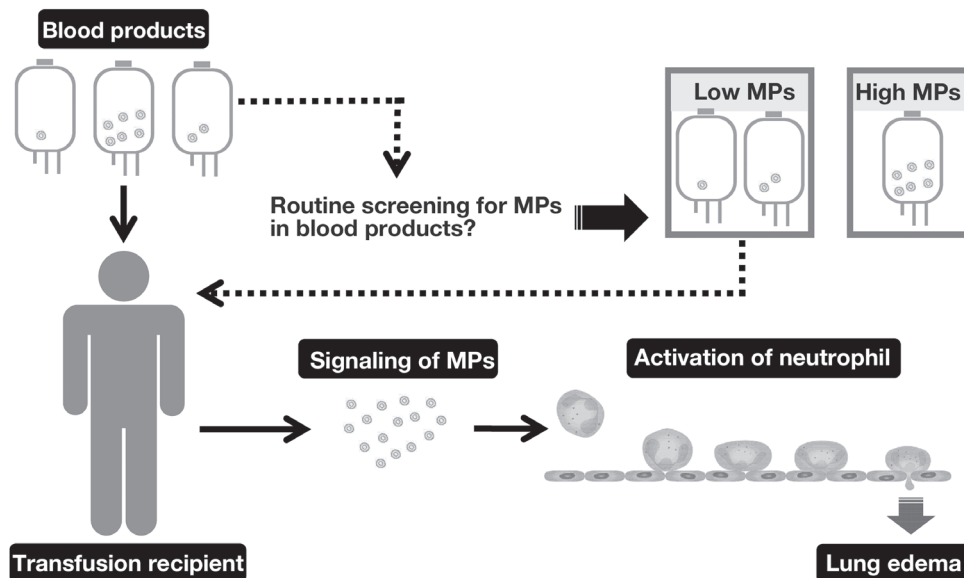 Blood products
Low MPs
High MPs
Routine screening for MPs
in blood products?
Signaling of MPs
Activation of neutrophil
Transfusion recipient
Lung edema